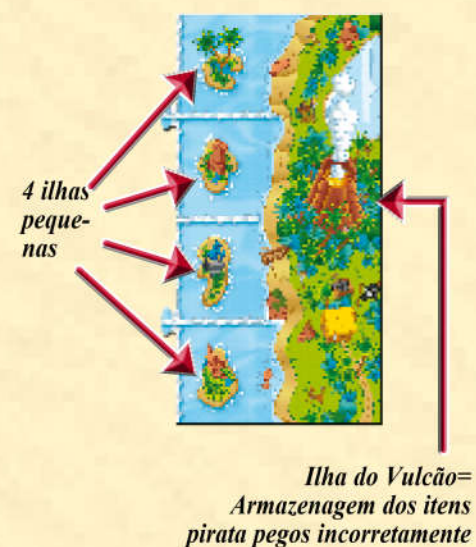 4 ilhas
peque-
nas
Ilha do Vulcão=
Armazenagem dos itens
pirata pegos incorretamente